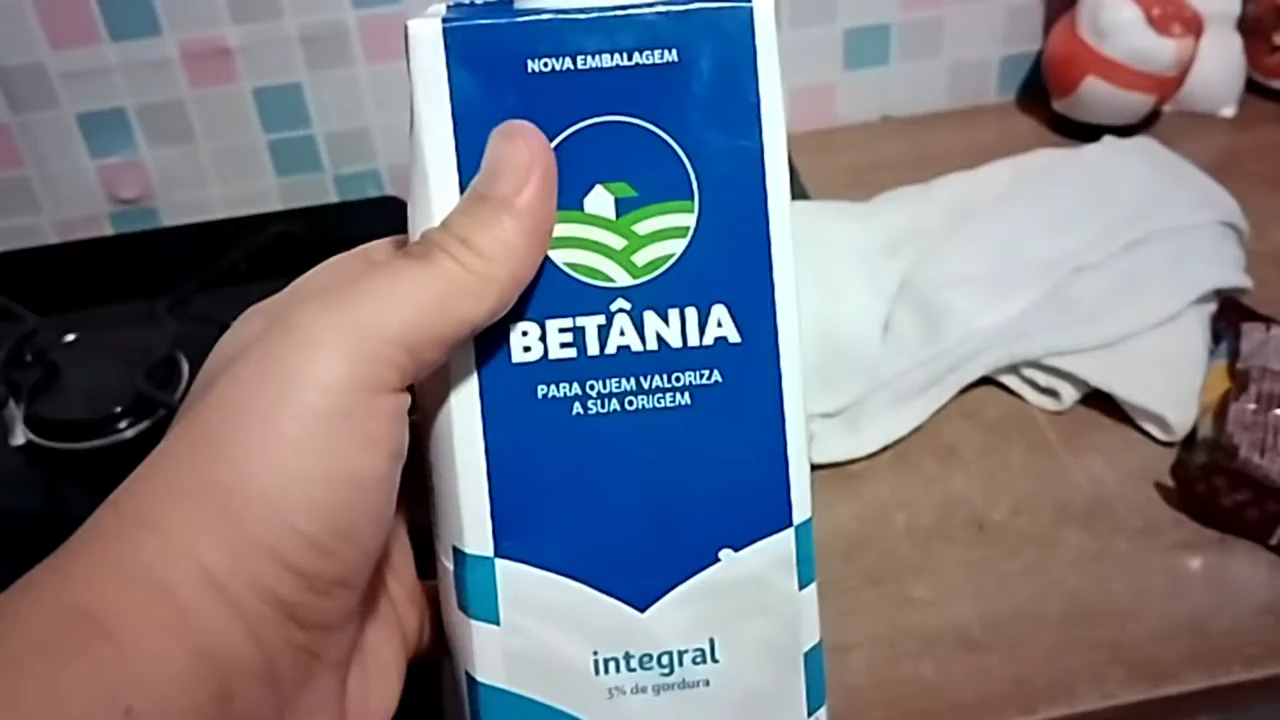 NOVA EMBALAGEM
BETÂNIA
PARA QUEM VALORIZA
A SUA ORIGEM
integral
3% de gordura